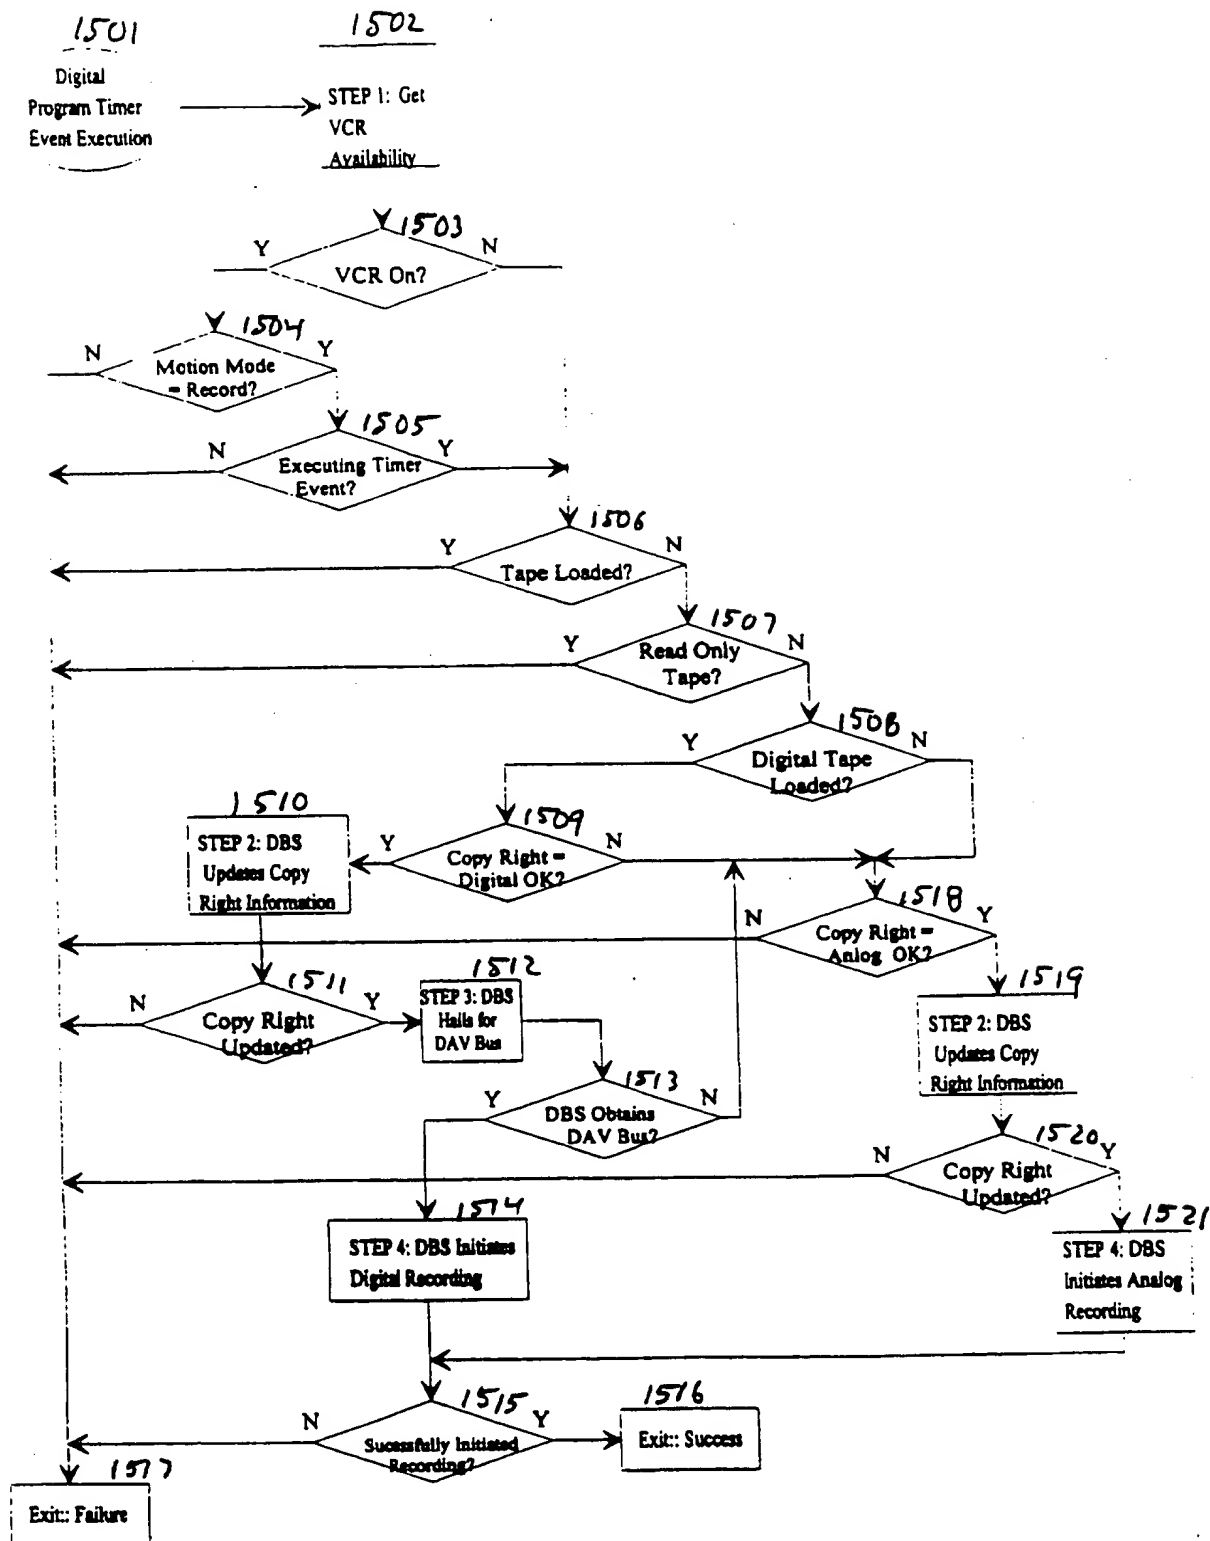 1501
1502
Digital
Program Timer
Event Execution
STEP 1: Get
VCR
Availability
1503
Y
N
VCR On?
1504
N
Y
Motion Mode
= Record?
1505
N
Y
Executing Timer
Event?
1506
Y
N
Tape Loaded?
1507
Y
N
Read Only
Tape?
1508
Y
N
Digital Tape
Loaded?
1510
1509
STEP 2: DBS
Updates Copy
Right Information
Y
N
Copy Right =
Digital OK?
1518
N
Y
Copy Right =
Anlog OK?
1511
1512
N
Y
Copy Right
Updated?
STEP 3: DBS
Hails for
DAV Bus
1519
STEP 2: DBS
Updates Copy
Right Information
1513
Y
N
DBS Obtains
DAV Bus?
1520
N
Y
Copy Right
Updated?
1514
STEP 4: DBS Initiates
Digital Recording
1521
STEP 4: DBS
Initiates Analog
Recording
1515
1516
N
Y
Sucessfully Initiated
Recording?
Exit:: Success
1517
Exit:: Failure